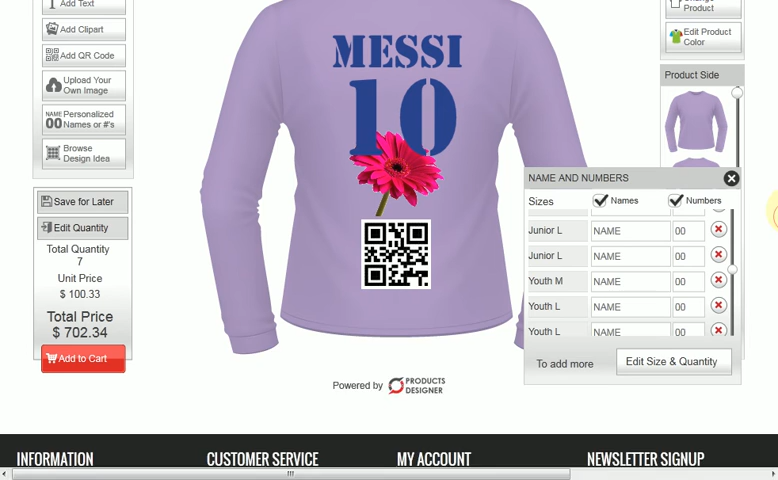 Add Text
Add Clipart
Add QR Code
Upload Your
Own Image
NAME
00
Personalized
Names or #'s
Browse
Design Idea
Save for Later
Edit Quantity
Total Quantity
7
Unit Price
$ 100.33
Total Price
$ 702.34
Add to Cart
MESSI
10
Powered by PRODUCTS
DESIGNER
Product
Edit Product
Color
Product Side
NAME AND NUMBERS
Sizes Names Numbers
Junior L NAME 00
Junior L NAME 00
Youth M NAME 00
Youth L NAME 00
Youth L NAME 00
To add more Edit Size & Quantity
INFORMATION CUSTOMER SERVICE MY ACCOUNT NEWSLETTER SIGNUP